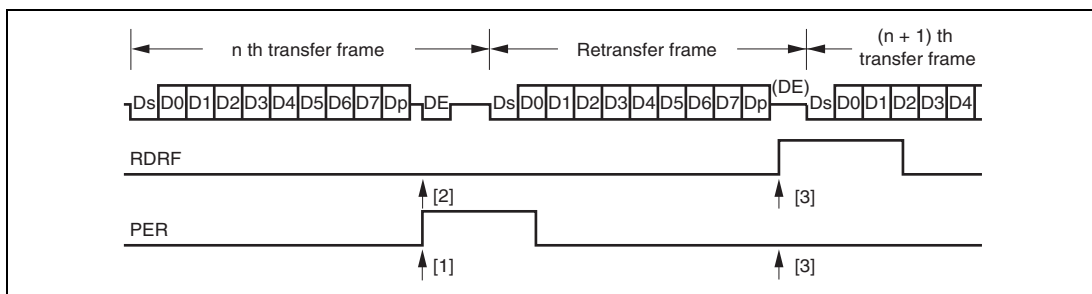 n th transfer frame Retransfer frame (n + 1) th
transfer frame
Ds D0 D1 D2 D3 D4 D5 D6 D7 Dp DE Ds D0 D1 D2 D3 D4 D5 D6 D7 Dp (DE) Ds D0 D1 D2 D3 D4
RDRF
[2] [3]
PER
[1] [3]